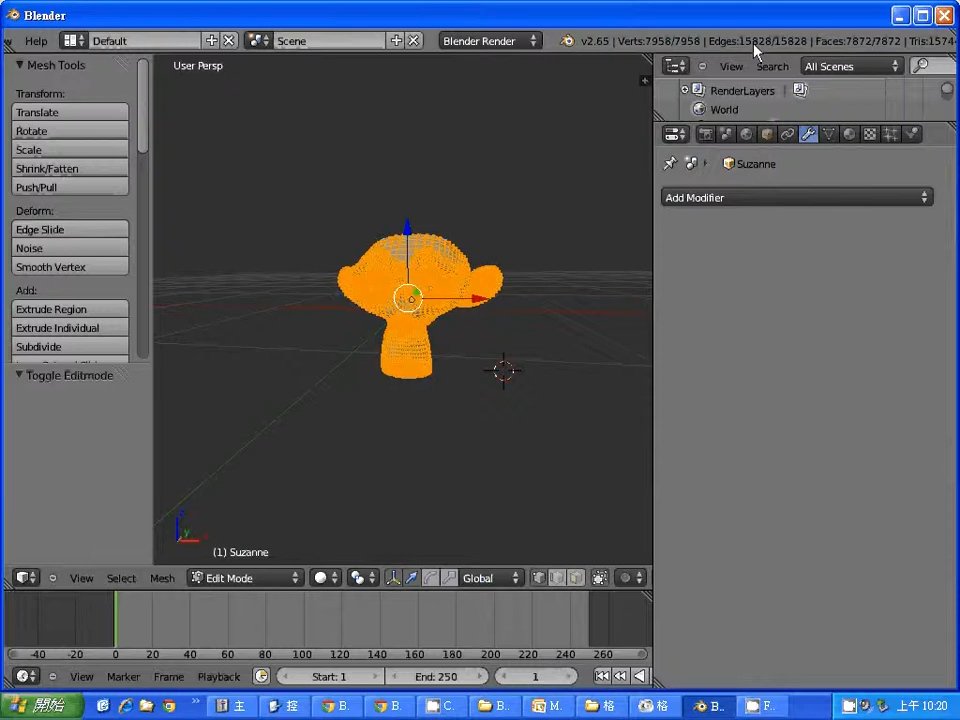 Blender
Help
Default
Scene
Blender Render
v2.65 | Verts:7958/7958 | Edges:15828/15828 | Faces:7872/7872 | Tris:1574
View
Search
All Scenes
RenderLayers
World
Mesh Tools
Transform:
Translate
Rotate
Scale
Shrink/Fatten
Push/Pull
Deform:
Edge Slide
Noise
Smooth Vertex
Add:
Extrude Region
Extrude Individual
Subdivide
Toggle Editmode
User Persp
(1) Suzanne
Suzanne
Add Modifier
View
Select
Mesh
Edit Mode
Global
-40 -20 0 20 40 60 80 100 120 140 160 180 200 220 240 260
View
Marker
Frame
Playback
Start: 1
End: 250
1
開始
主
控
B.
B.
C.
B..
M.
格
格
B..
F..
上午 10:20